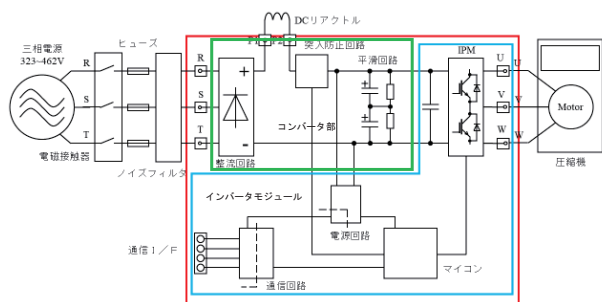 DCリアクトル
P1 P2
三相電源
323~462V
ヒューズ
突入防止回路
平滑回路
IPM
R
S
T
R
S
T
+
-
+
+
U
V
W
U
V
W
Motor
コンバータ部
電磁接触器
ノイズフィルタ
整流回路
圧縮機
インバータモジュール
電源回路
通信I/F
通信回路
マイコン